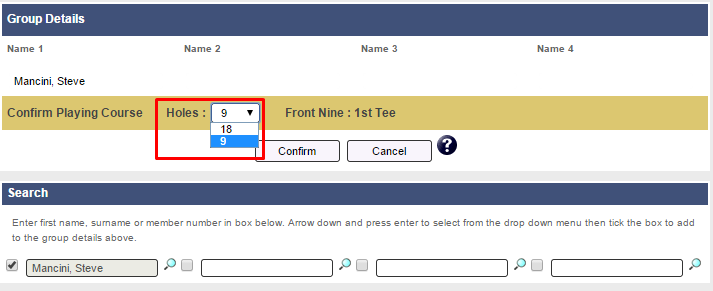 Group Details
Name 1 Name 2 Name 3 Name 4
Mancini, Steve
Confirm Playing Course Holes : 9 Front Nine : 1st Tee
18
9
Confirm Cancel ?
Search
Enter first name, surname or member number in box below. Arrow down and press enter to select from the drop down menu then tick the box to add
to the group details above.
Mancini, Steve